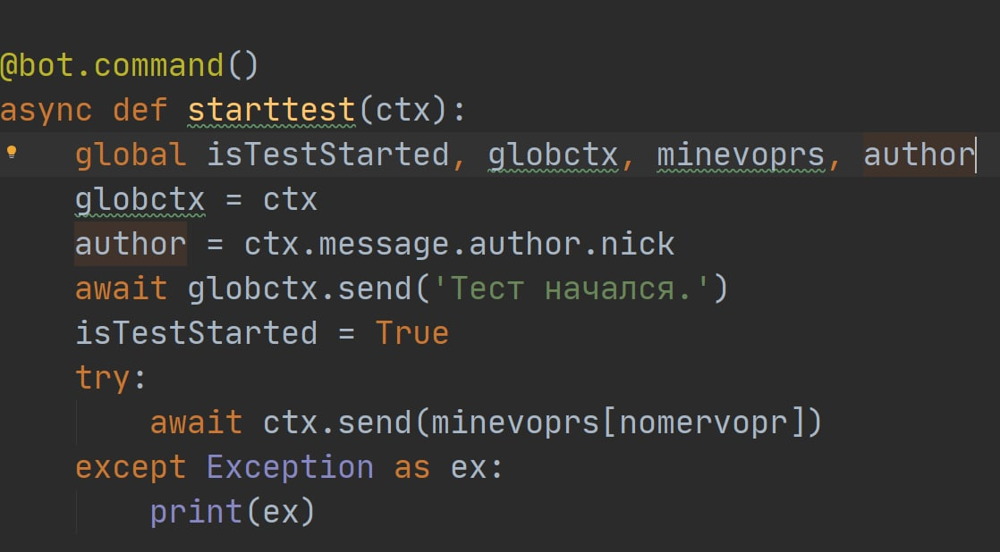 @bot.command()
async def starttest(ctx):
    global isTestStarted, globctx, minevoprs, author
    globctx = ctx
    author = ctx.message.author.nick
    await globctx.send('Тест начался.')
    isTestStarted = True
    try:
        await ctx.send(minevoprs[nomervopr])
    except Exception as ex:
        print(ex)